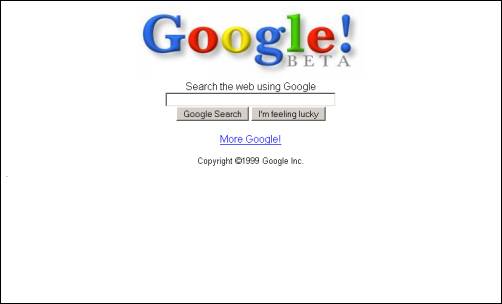 Google!
BETA
Search the web using Google
Google Search I'm feeling lucky
More Google!
Copyright ©1999 Google Inc.